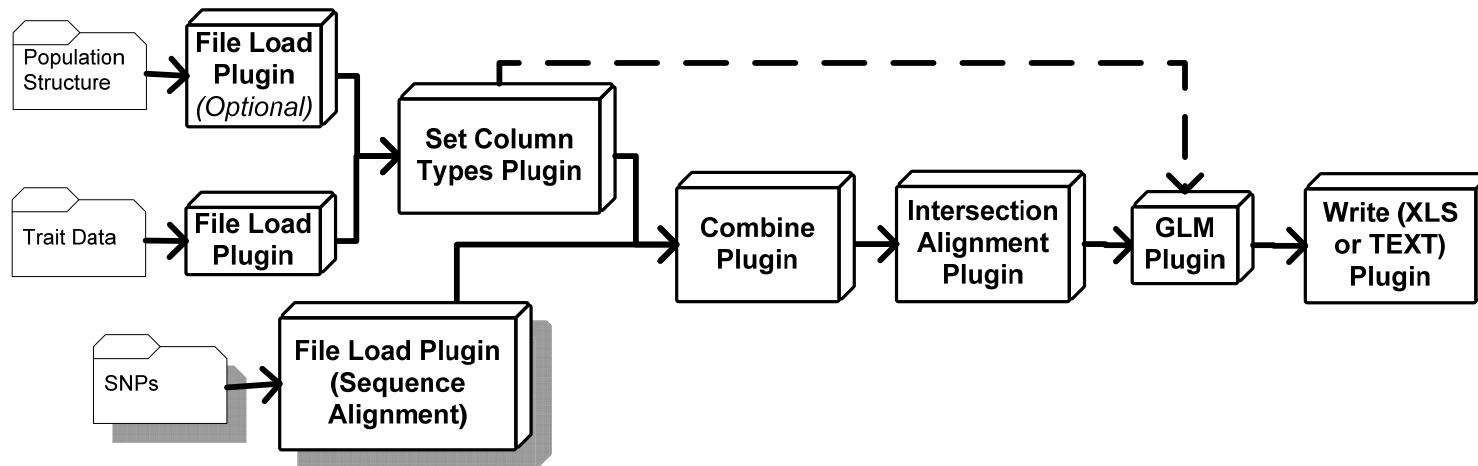 Population
Structure
File Load
Plugin
(Optional)
Set Column
Types Plugin
Trait Data
File Load
Plugin
Combine
Plugin
Intersection
Alignment
Plugin
GLM
Plugin
Write (XLS
or TEXT)
Plugin
SNPs
File Load Plugin
(Sequence
Alignment)